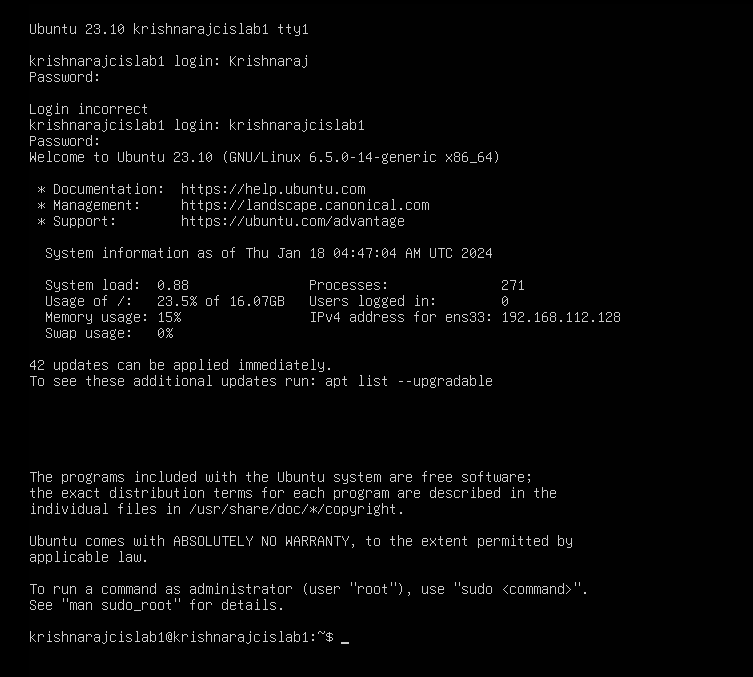 Ubuntu 23.10 krishnarajcislab1 tty1
krishnarajcislab1 login: Krishnaraj
Password:
Login incorrect
krishnarajcislab1 login: krishnarajcislab1
Password:
Welcome to Ubuntu 23.10 (GNU/Linux 6.5.0-14-generic x86_64)
* Documentation:  https://help.ubuntu.com
* Management:     https://landscape.canonical.com
* Support:        https://ubuntu.com/advantage
System information as of Thu Jan 18 04:47:04 AM UTC 2024
System load:  0.88               Processes:              271
Usage of /:   23.5% of 16.07GB   Users logged in:        0
Memory usage: 15%                IPv4 address for ens33: 192.168.112.128
Swap usage:   0%
42 updates can be applied immediately.
To see these additional updates run: apt list --upgradable
The programs included with the Ubuntu system are free software;
the exact distribution terms for each program are described in the
individual files in /usr/share/doc/*/copyright.
Ubuntu comes with ABSOLUTELY NO WARRANTY, to the extent permitted by
applicable law.
To run a command as administrator (user "root"), use "sudo <command>".
See "man sudo_root" for details.
krishnarajcislab1@krishnarajcislab1:~$ _